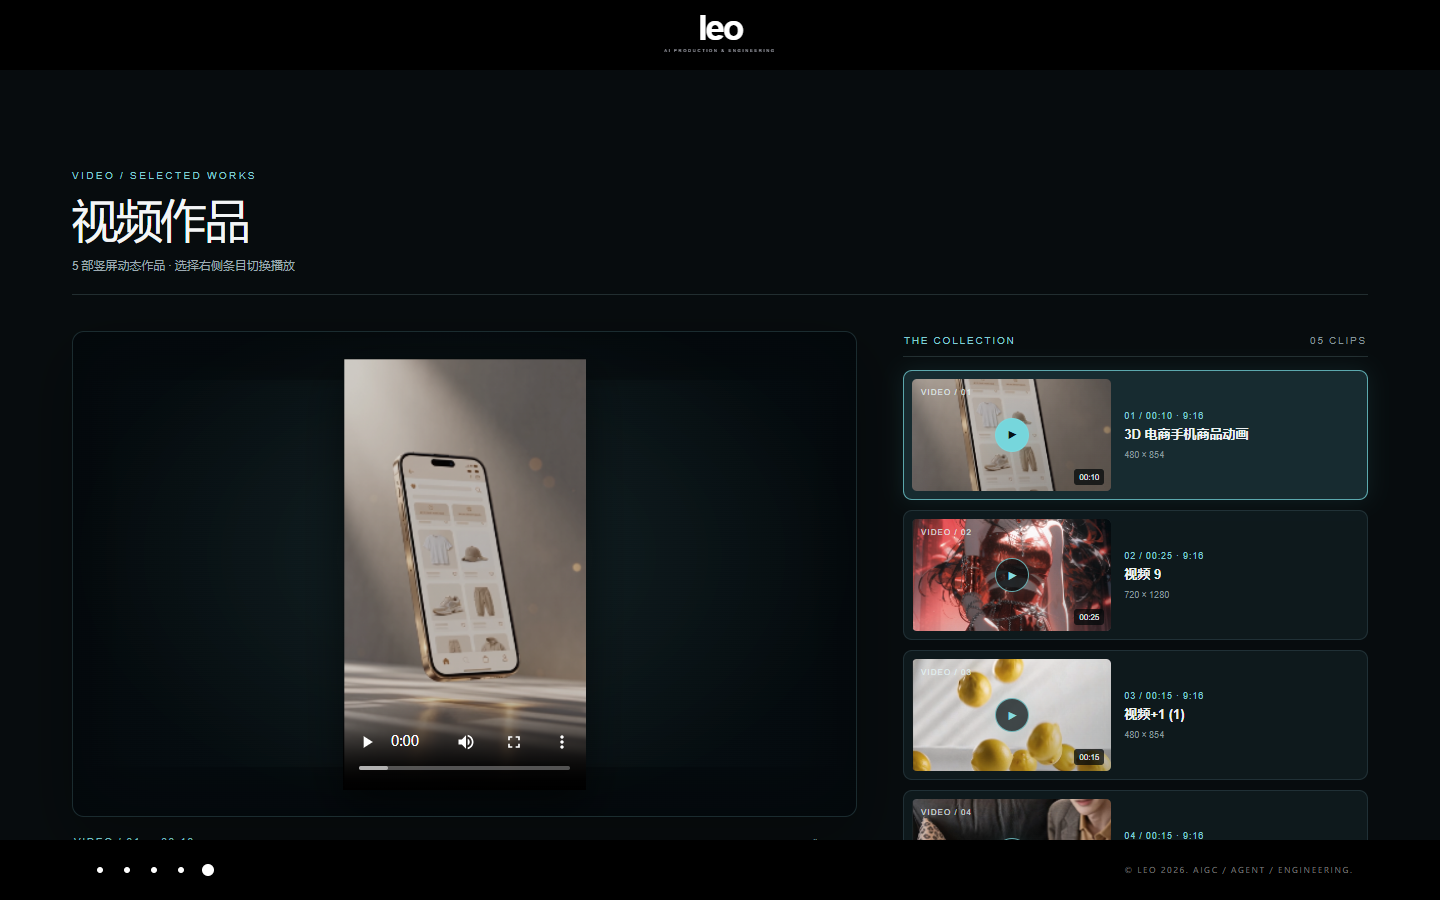 leo
AI PRODUCTION & ENGINEERING
VIDEO / SELECTED WORKS
视频作品
5 部竖屏动态作品 · 选择右侧条目切换播放
0:00
THE COLLECTION
05 CLIPS
VIDEO / 01
00:10
01 / 00:10 · 9:16
3D 电商手机商品动画
480 × 854
VIDEO / 02
00:25
02 / 00:25 · 9:16
视频 9
720 × 1280
VIDEO / 03
00:15
03 / 00:15 · 9:16
视频+1 (1)
480 × 854
VIDEO / 04
04 / 00:15 · 9:16
© LEO 2026. AIGC / AGENT / ENGINEERING.